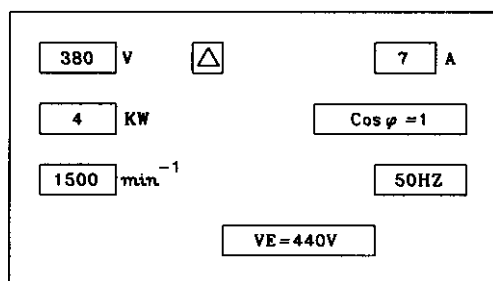 380 V △ 7 A
4 KW Cos φ =1
1500 min⁻¹ 50HZ
VE=440V